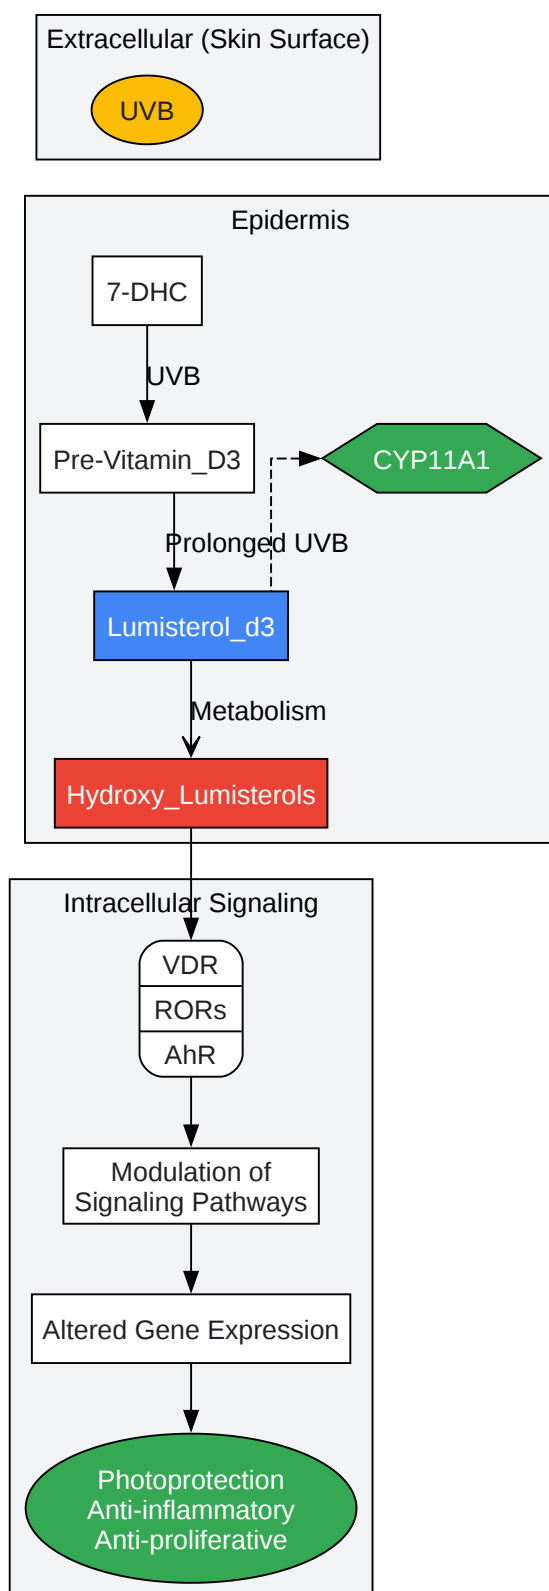 Extracellular (Skin Surface)
UVB
Epidermis
7-DHC
UVB
Pre-Vitamin_D3
CYP11A1
Prolonged UVB
Lumisterol_d3
Metabolism
Hydroxy_Lumisterols
Intracellular Signaling
VDR
RORs
AhR
Modulation of
Signaling Pathways
Altered Gene Expression
Photoprotection
Anti-inflammatory
Anti-proliferative